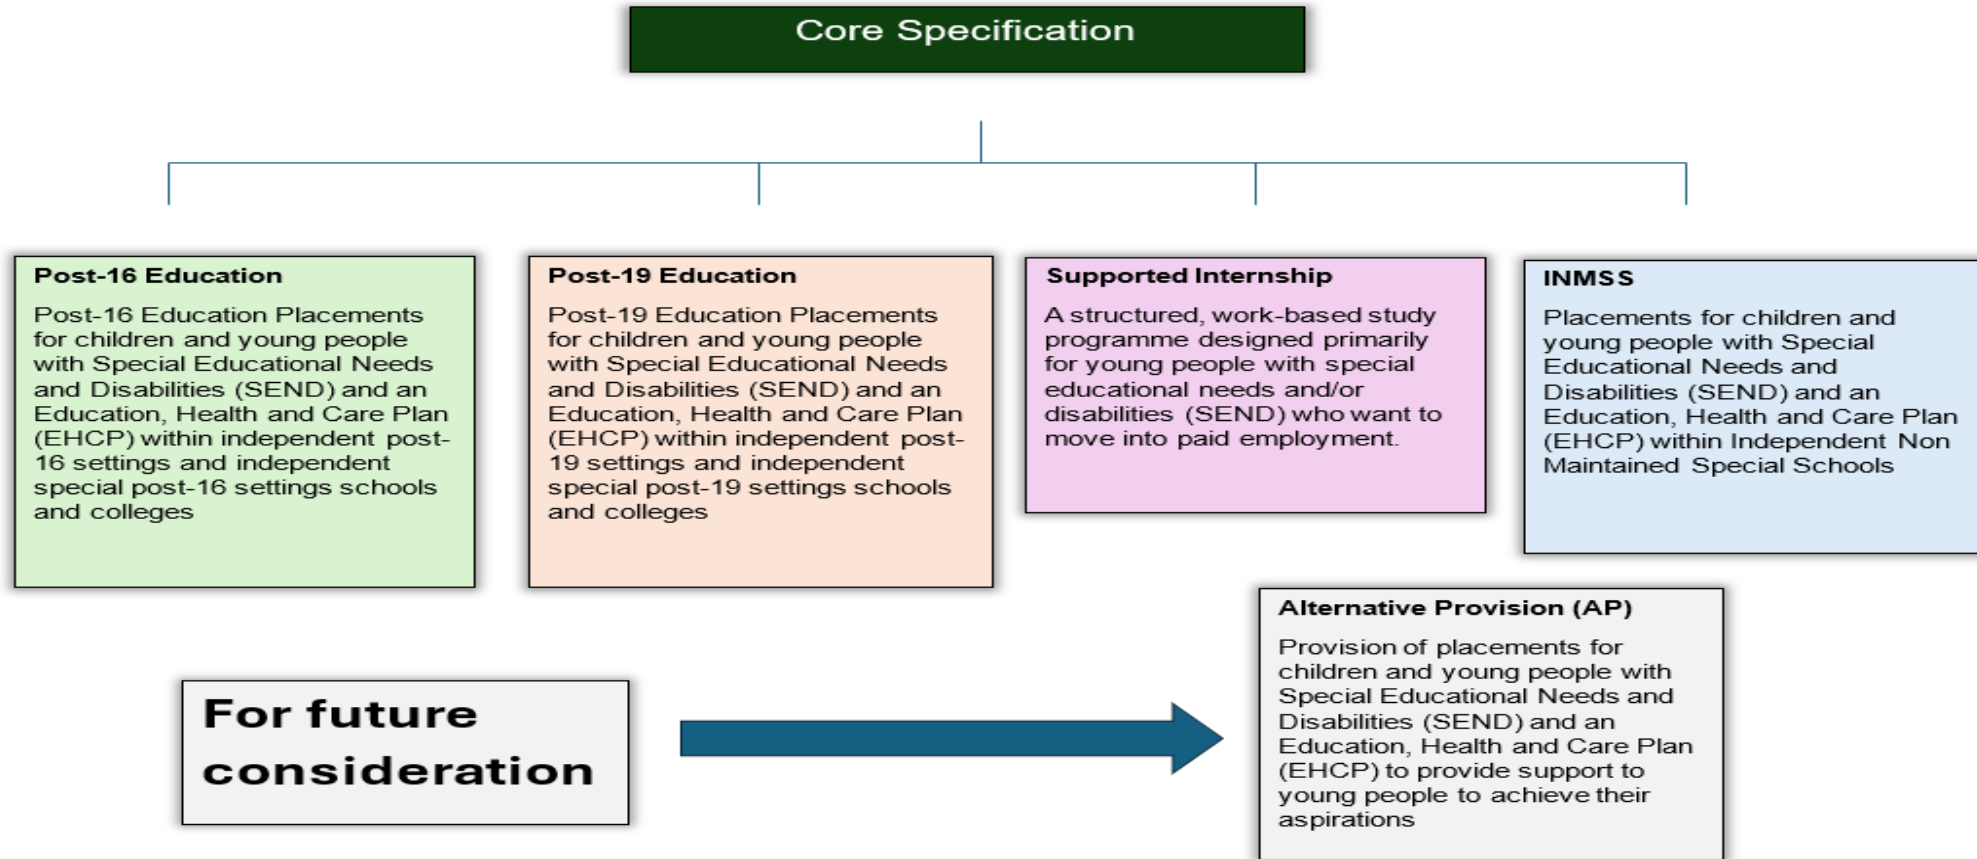 Core Specification
Post-16 Education
Post-16 Education Placements
for children and young people
with Special Educational Needs
and Disabilities (SEND) and an
Education, Health and Care Plan
(EHCP) within independent post-
16 settings and independent
special post-16 settings schools
and colleges
Post-19 Education
Post-19 Education Placements
for children and young people
with Special Educational Needs
and Disabilities (SEND) and an
Education, Health and Care Plan
(EHCP) within independent post-
19 settings and independent
special post-19 settings schools
and colleges
Supported Internship
A structured, work-based study
programme designed primarily
for young people with special
educational needs and/or
disabilities (SEND) who want to
move into paid employment.
INMSS
Placements for children and
young people with Special
Educational Needs and
Disabilities (SEND) and an
Education, Health and Care Plan
(EHCP) within Independent Non
Maintained Special Schools
For future
consideration
Alternative Provision (AP)
Provision of placements for
children and young people with
Special Educational Needs and
Disabilities (SEND) and an
Education, Health and Care Plan
(EHCP) to provide support to
young people to achieve their
aspirations